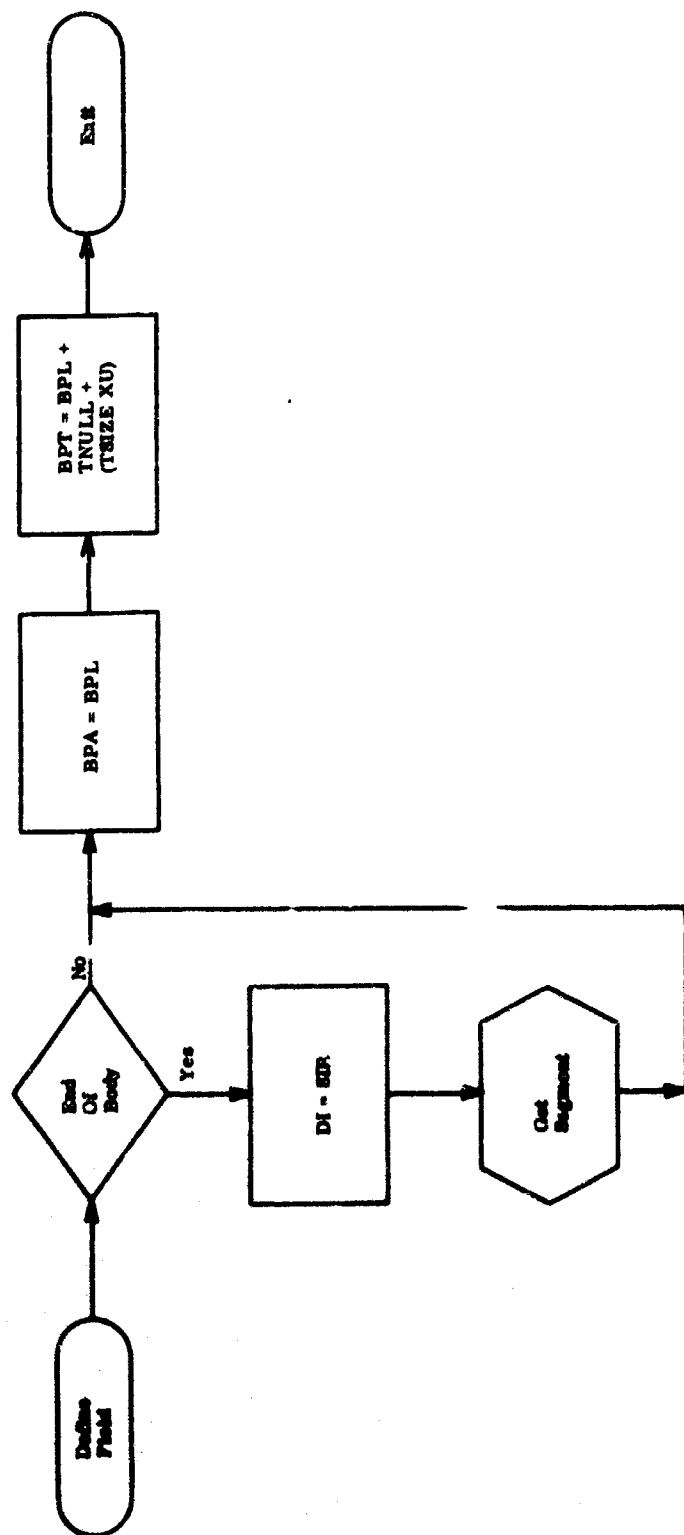 Define
Field
End
Of
Body
No
Yes
DI = SIR
Get
Segment
BPA = BPL
BPT = BPL +
TNULL +
(TSIZE XU)
Exit